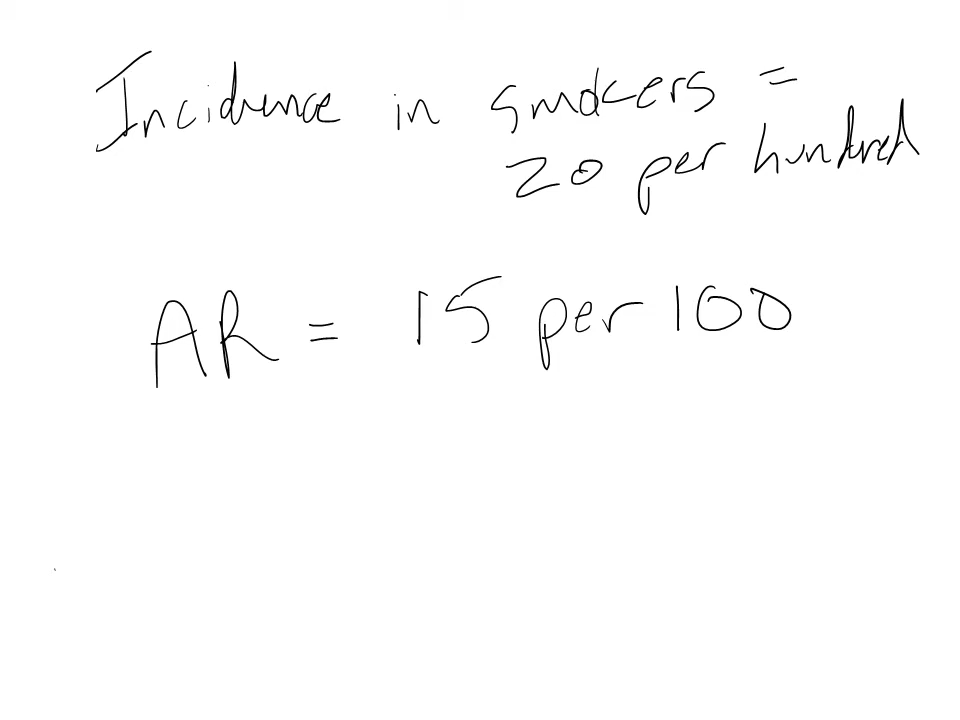 Incidence in smokers =
20 per hundred
AR = 15 per 100